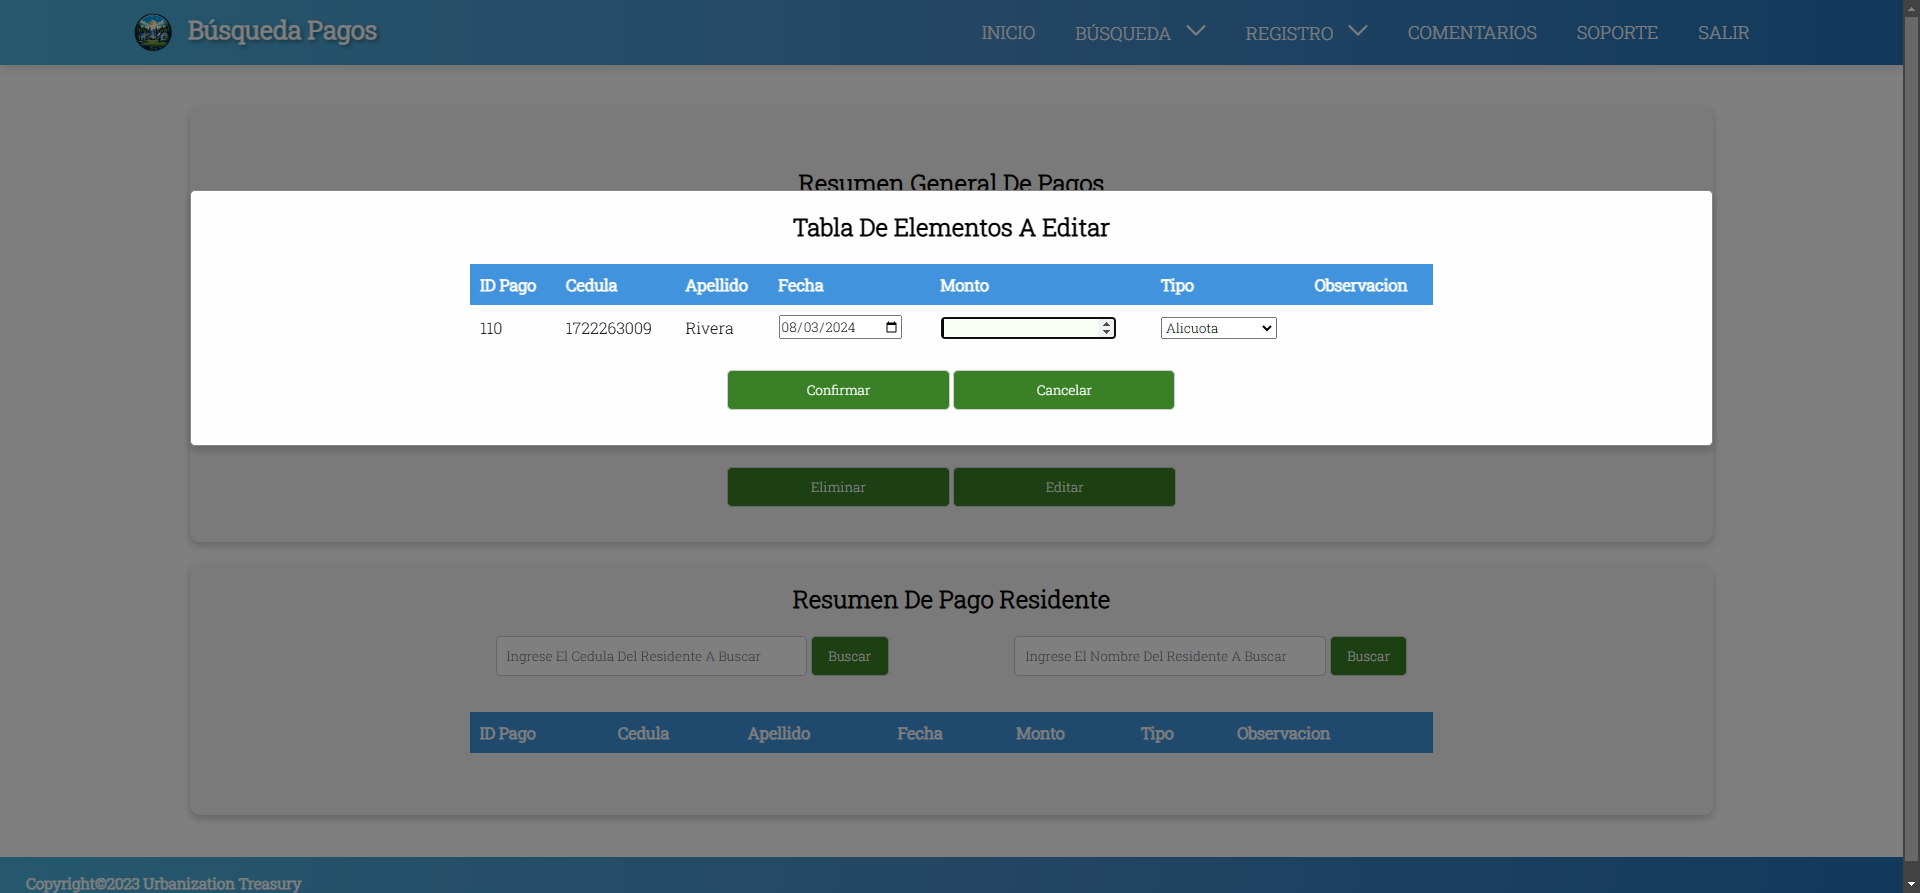 Búsqueda Pagos
INICIO BÚSQUEDA REGISTRO COMENTARIOS SOPORTE SALIR
Resumen General De Pagos
Tabla De Elementos A Editar
ID Pago Cedula Apellido Fecha Monto Tipo Observacion
110 1722263009 Rivera 08/03/2024 Alicuota
Confirmar Cancelar
Eliminar Editar
Resumen De Pago Residente
Ingrese El Cedula Del Residente A Buscar Buscar Ingrese El Nombre Del Residente A Buscar Buscar
ID Pago Cedula Apellido Fecha Monto Tipo Observacion
Copyright©2023 Urbanization Treasury